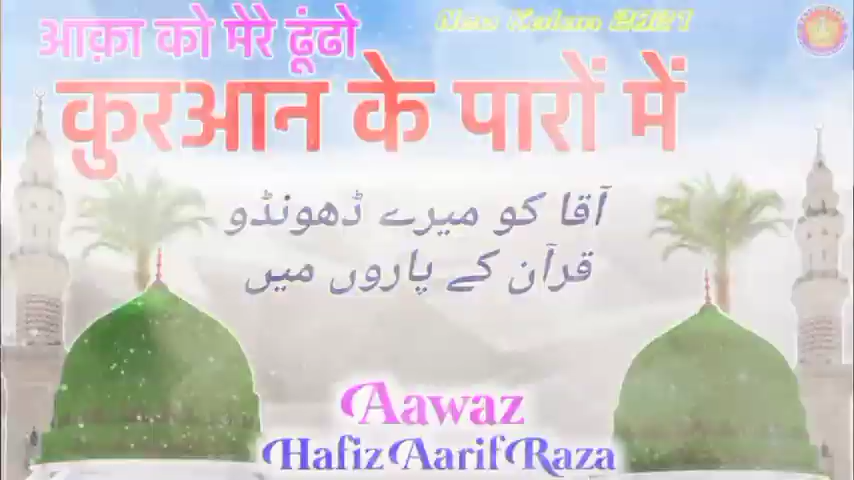 New Kalam 2021
आक़ा को मेरे ढूंढो
कुरआन के पारों में
آقا کو میرے ڈھونڈو
قرآن کے پاروں میں
Aawaz
Hafiz Aarif Raza